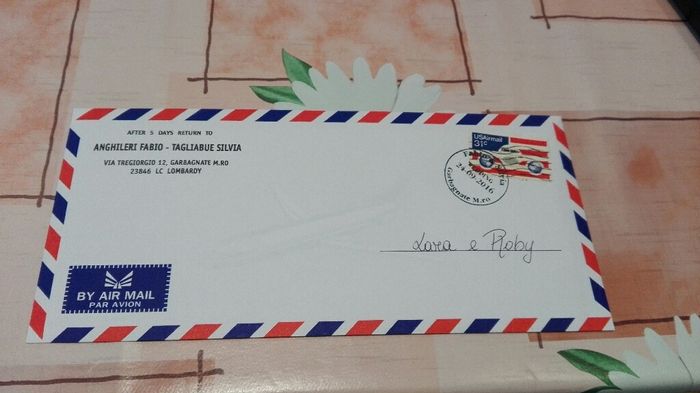 AFTER 5 DAYS RETURN TO
ANGHILERI FABIO - TAGLIABUE SILVIA
VIA TREGIORGIO 12, GARBAGNATE M.RO
23846 LC LOMBARDY
USAirmail
31c
24-09-2016
Garbagnate M.ro
Lara e Roby
BY AIR MAIL
PAR AVION